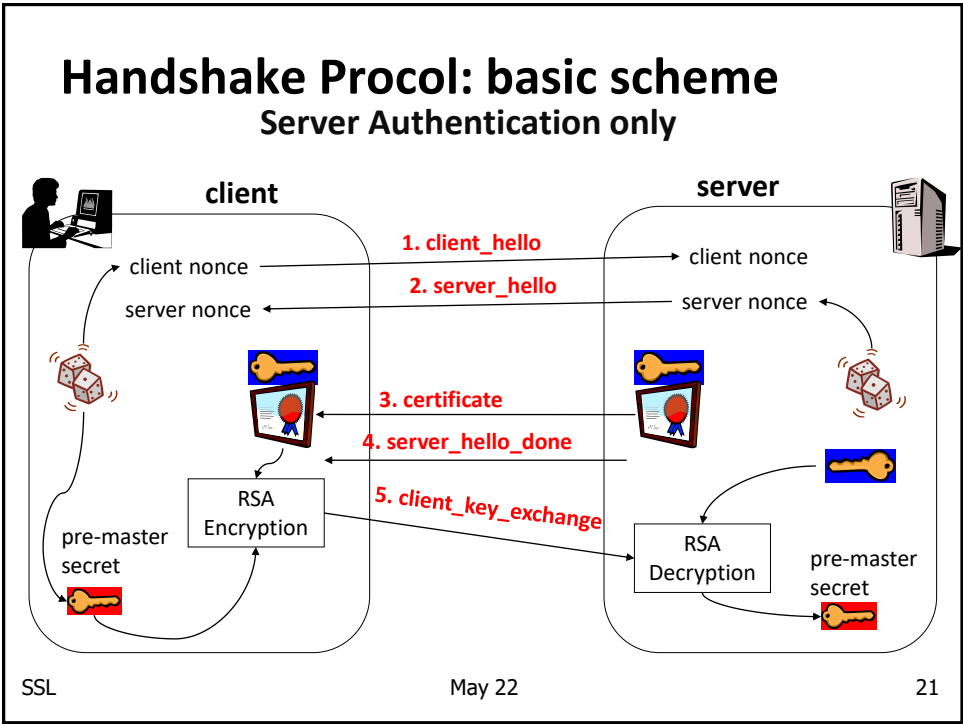 Handshake Procol: basic scheme
Server Authentication only
client
server
1. client_hello
client nonce
client nonce
2. server_hello
server nonce
server nonce
3. certificate
4. server_hello_done
5. client_key_exchange
RSA
Encryption
pre-master
secret
RSA
Decryption
pre-master
secret
SSL
May 22
21